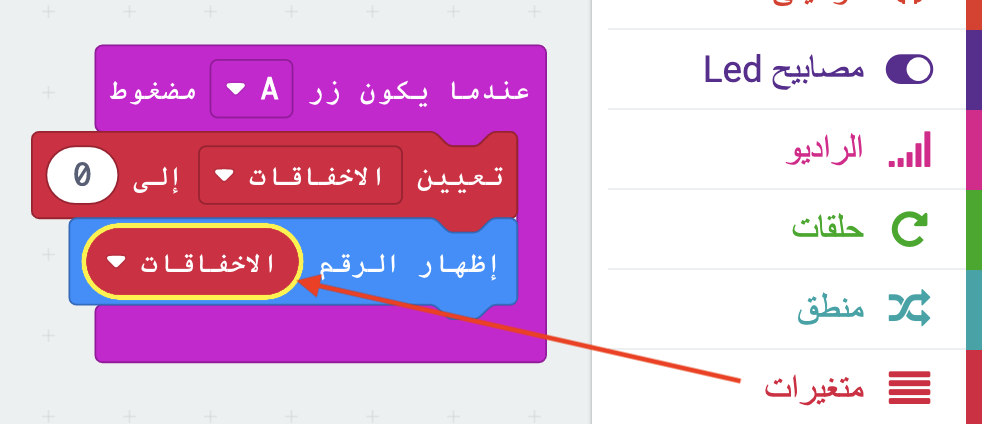 عندما يكون زر A مضغوط
تعيين الاخفاقات إلى 0
إظهار الرقم الاخفاقات
مصابيح Led
الراديو
حلقات
منطق
متغيرات